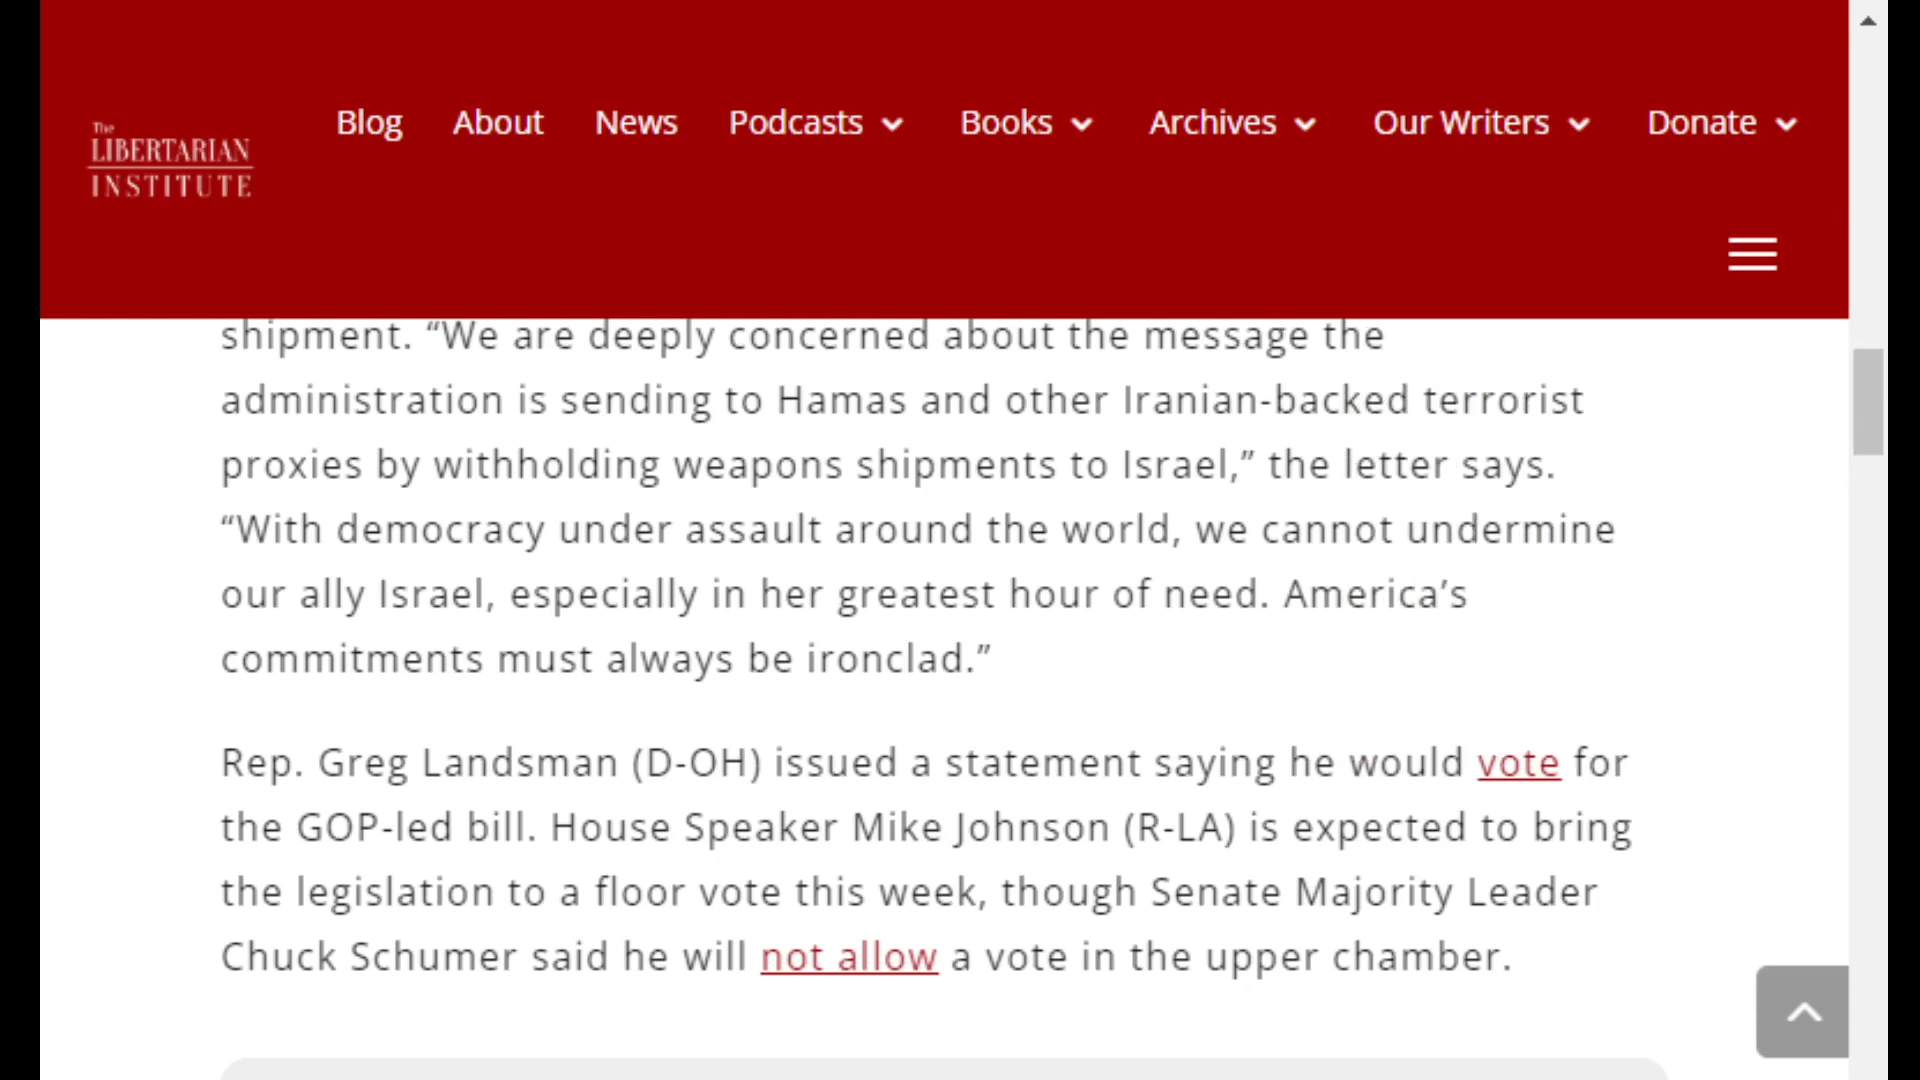 Blog About News Podcasts Books Archives Our Writers Donate
The
LIBERTARIAN
INSTITUTE
shipment. “We are deeply concerned about the message the
administration is sending to Hamas and other Iranian-backed terrorist
proxies by withholding weapons shipments to Israel,” the letter says.
“With democracy under assault around the world, we cannot undermine
our ally Israel, especially in her greatest hour of need. America’s
commitments must always be ironclad.”
Rep. Greg Landsman (D-OH) issued a statement saying he would vote for
the GOP-led bill. House Speaker Mike Johnson (R-LA) is expected to bring
the legislation to a floor vote this week, though Senate Majority Leader
Chuck Schumer said he will not allow a vote in the upper chamber.